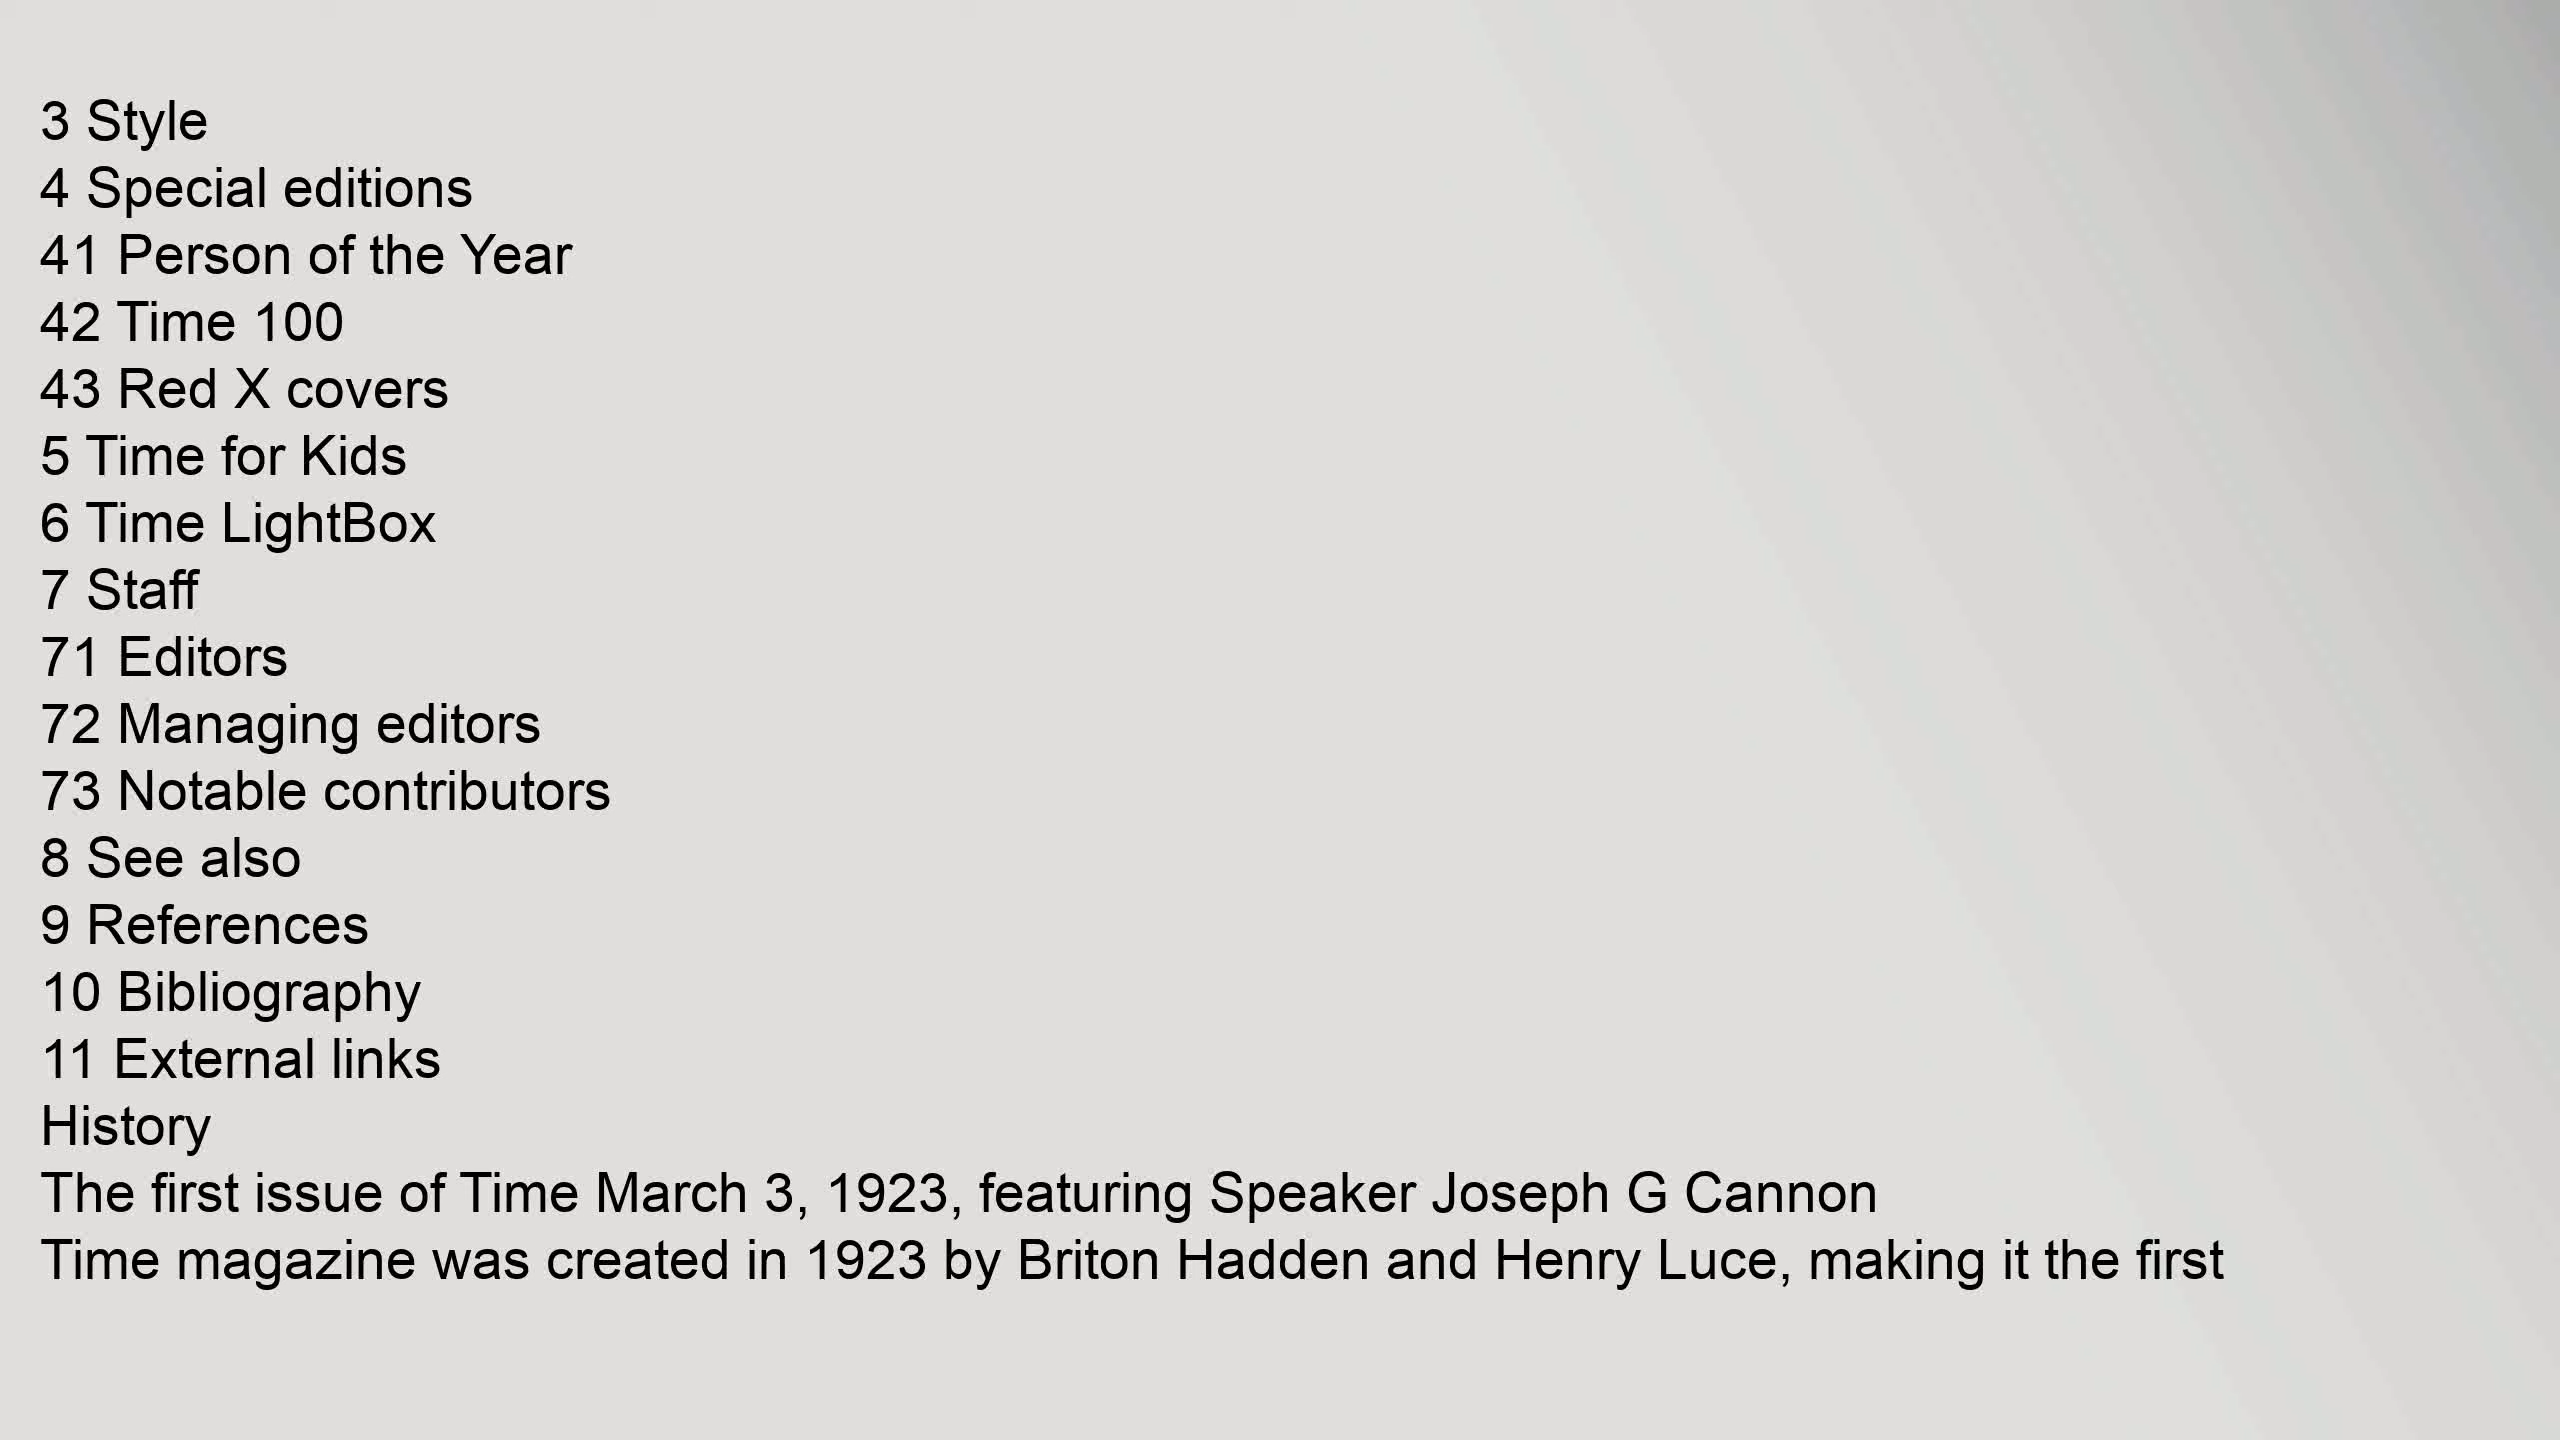 3 Style
4 Special editions
41 Person of the Year
42 Time 100
43 Red X covers
5 Time for Kids
6 Time LightBox
7 Staff
71 Editors
72 Managing editors
73 Notable contributors
8 See also
9 References
10 Bibliography
11 External links
History
The first issue of Time March 3, 1923, featuring Speaker Joseph G Cannon
Time magazine was created in 1923 by Briton Hadden and Henry Luce, making it the first